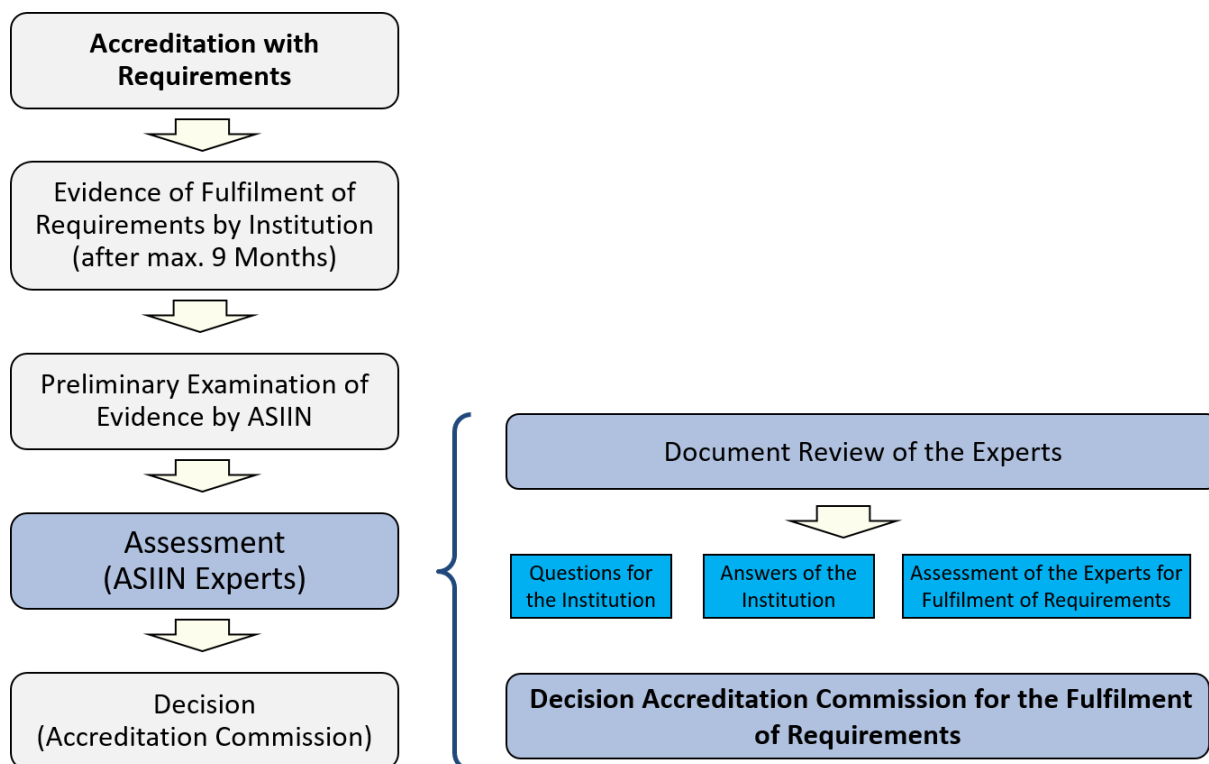 Accreditation with
Requirements
Evidence of Fulfilment of
Requirements by Institution
(after max. 9 Months)
Preliminary Examination of
Evidence by ASIIN
Assessment
(ASIIN Experts)
Decision
(Accreditation Commission)
Document Review of the Experts
Questions for
the Institution
Answers of the
Institution
Assessment of the Experts for
Fulfilment of Requirements
Decision Accreditation Commission for the Fulfilment
of Requirements